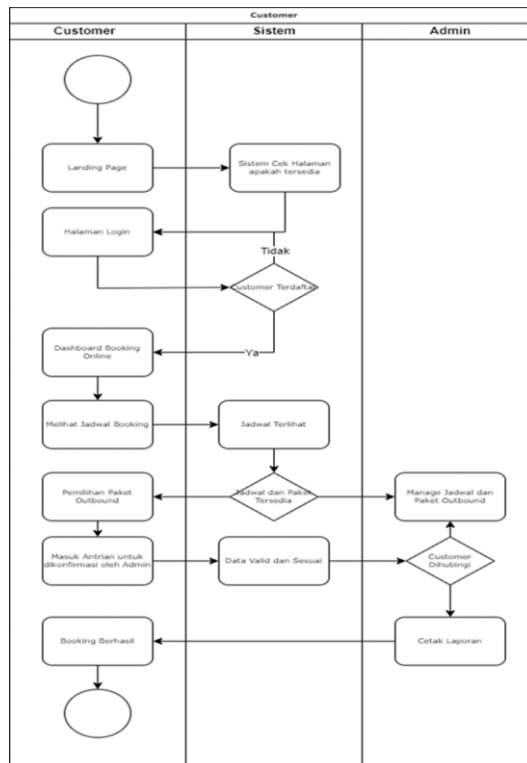 Customer
Customer
Sistem
Admin
Landing Page
Sistem Cek Halaman
apakah tersedia
Halaman Login
Tidak
Customer Terdaftar
Ya
Dashboard Booking
Online
Melihat Jadwal Booking
Jadwal Terlihat
Pemilihan Paket
Outbound
Jadwal dan Paket
Tersedia
Manage Jadwal dan
Paket Outbound
Masuk Antrian untuk
dikonfirmasi oleh Admin
Data Valid dan Sesuai
Customer
Dihubungi
Booking Berhasil
Cetak Laporan